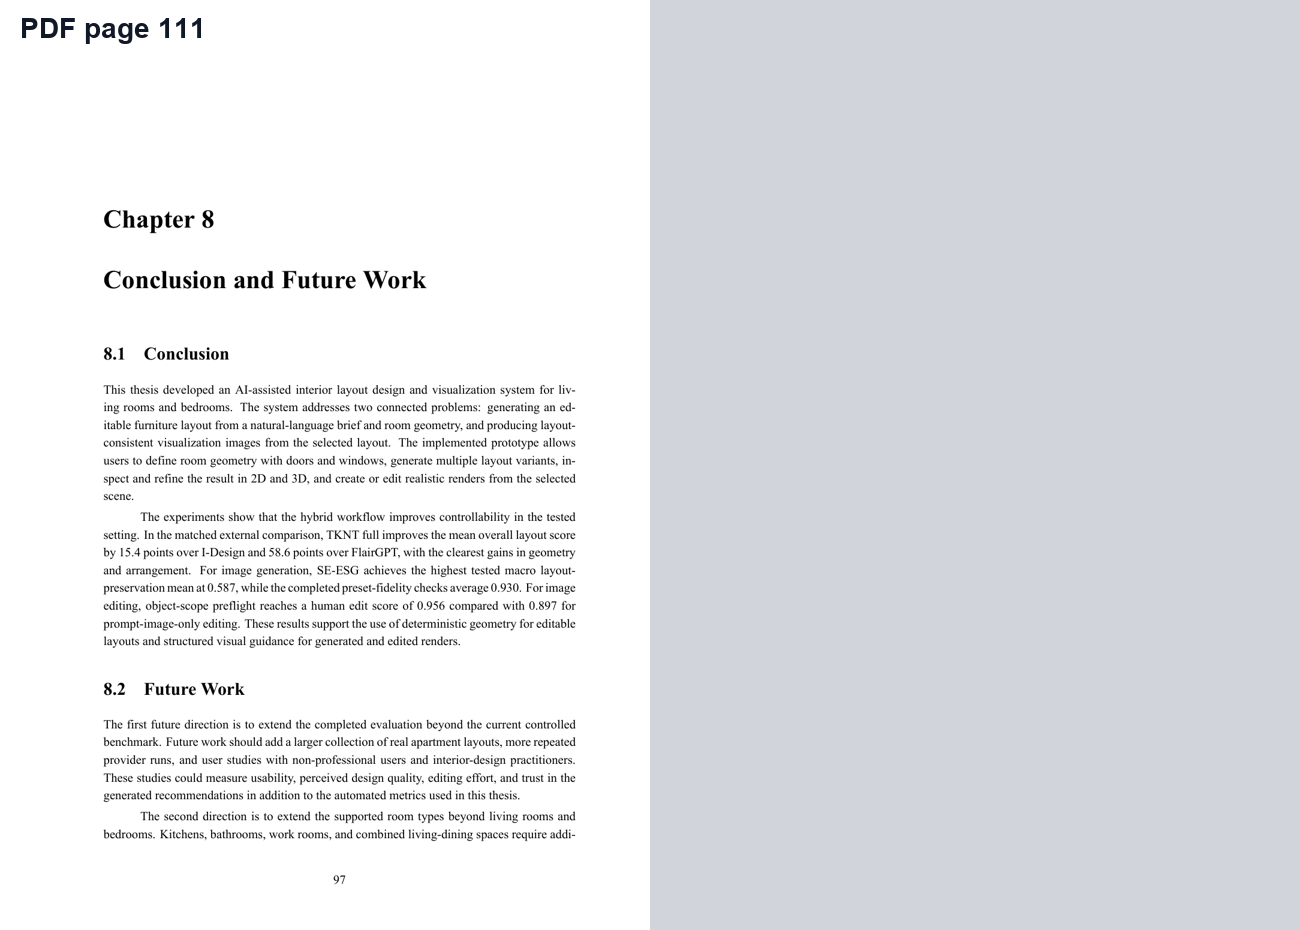 PDF page 111
Chapter 8
Conclusion and Future Work
8.1 Conclusion
This thesis developed an AI-assisted interior layout design and visualization system for liv-
ing rooms and bedrooms. The system addresses two connected problems: generating an ed-
itable furniture layout from a natural-language brief and room geometry, and producing layout-
consistent visualization images from the selected layout. The implemented prototype allows
users to define room geometry with doors and windows, generate multiple layout variants, in-
spect and refine the result in 2D and 3D, and create or edit realistic renders from the selected
scene.
The experiments show that the hybrid workflow improves controllability in the tested
setting. In the matched external comparison, TKNT full improves the mean overall layout score
by 15.4 points over I-Design and 58.6 points over FlairGPT, with the clearest gains in geometry
and arrangement. For image generation, SE-ESG achieves the highest tested macro layout-
preservation mean at 0.587, while the completed preset-fidelity checks average 0.930. For image
editing, object-scope preflight reaches a human edit score of 0.956 compared with 0.897 for
prompt-image-only editing. These results support the use of deterministic geometry for editable
layouts and structured visual guidance for generated and edited renders.
8.2 Future Work
The first future direction is to extend the completed evaluation beyond the current controlled
benchmark. Future work should add a larger collection of real apartment layouts, more repeated
provider runs, and user studies with non-professional users and interior-design practitioners.
These studies could measure usability, perceived design quality, editing effort, and trust in the
generated recommendations in addition to the automated metrics used in this thesis.
The second direction is to extend the supported room types beyond living rooms and
bedrooms. Kitchens, bathrooms, work rooms, and combined living-dining spaces require addi-
97